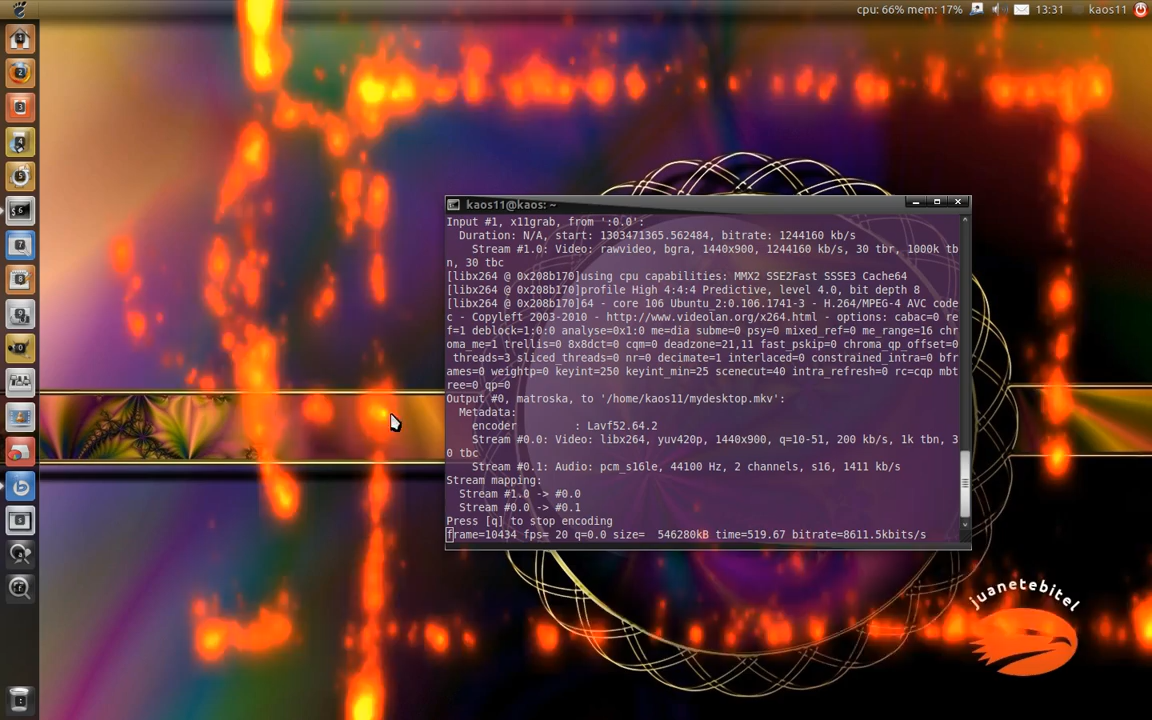 cpu: 66% mem: 17% 13:31 kaos11
kaos11@kaos: ~
Input #1, x11grab, from ':0.0':
Duration: N/A, start: 1303471365.562484, bitrate: 1244160 kb/s
Stream #1.0: Video: rawvideo, bgra, 1440x900, 1244160 kb/s, 30 tbr, 1000k tb
n, 30 tbc
[libx264 @ 0x208b170]using cpu capabilities: MMX2 SSE2Fast SSSE3 Cache64
[libx264 @ 0x208b170]profile High 4:4:4 Predictive, level 4.0, bit depth 8
[libx264 @ 0x208b170]64 - core 106 Ubuntu_2:0.106.1741-3 - H.264/MPEG-4 AVC code
c - Copyleft 2003-2010 - http://www.videolan.org/x264.html - options: cabac=0 re
f=1 deblock=1:0:0 analyse=0x1:0 me=dia subme=0 psy=0 mixed_ref=0 me_range=16 chr
oma_me=1 trellis=0 8x8dct=0 cqm=0 deadzone=21,11 fast_pskip=0 chroma_qp_offset=0
threads=3 sliced_threads=0 nr=0 decimate=1 interlaced=0 constrained_intra=0 bfr
ames=0 weightp=0 keyint=250 keyint_min=25 scenecut=40 intra_refresh=0 rc=cqp mbt
ree=0 qp=0
Output #0, matroska, to '/home/kaos11/mydesktop.mkv':
Metadata:
encoder : Lavf52.64.2
Stream #0.0: Video: libx264, yuv420p, 1440x900, q=10-51, 200 kb/s, 1k tbn, 3
0 tbc
Stream #0.1: Audio: pcm_s16le, 44100 Hz, 2 channels, s16, 1411 kb/s
Stream mapping:
Stream #1.0 -> #0.0
Stream #0.0 -> #0.1
Press [q] to stop encoding
frame=10434 fps= 20 q=0.0 size= 546280kB time=519.67 bitrate=8611.5kbits/s
juanetebitel